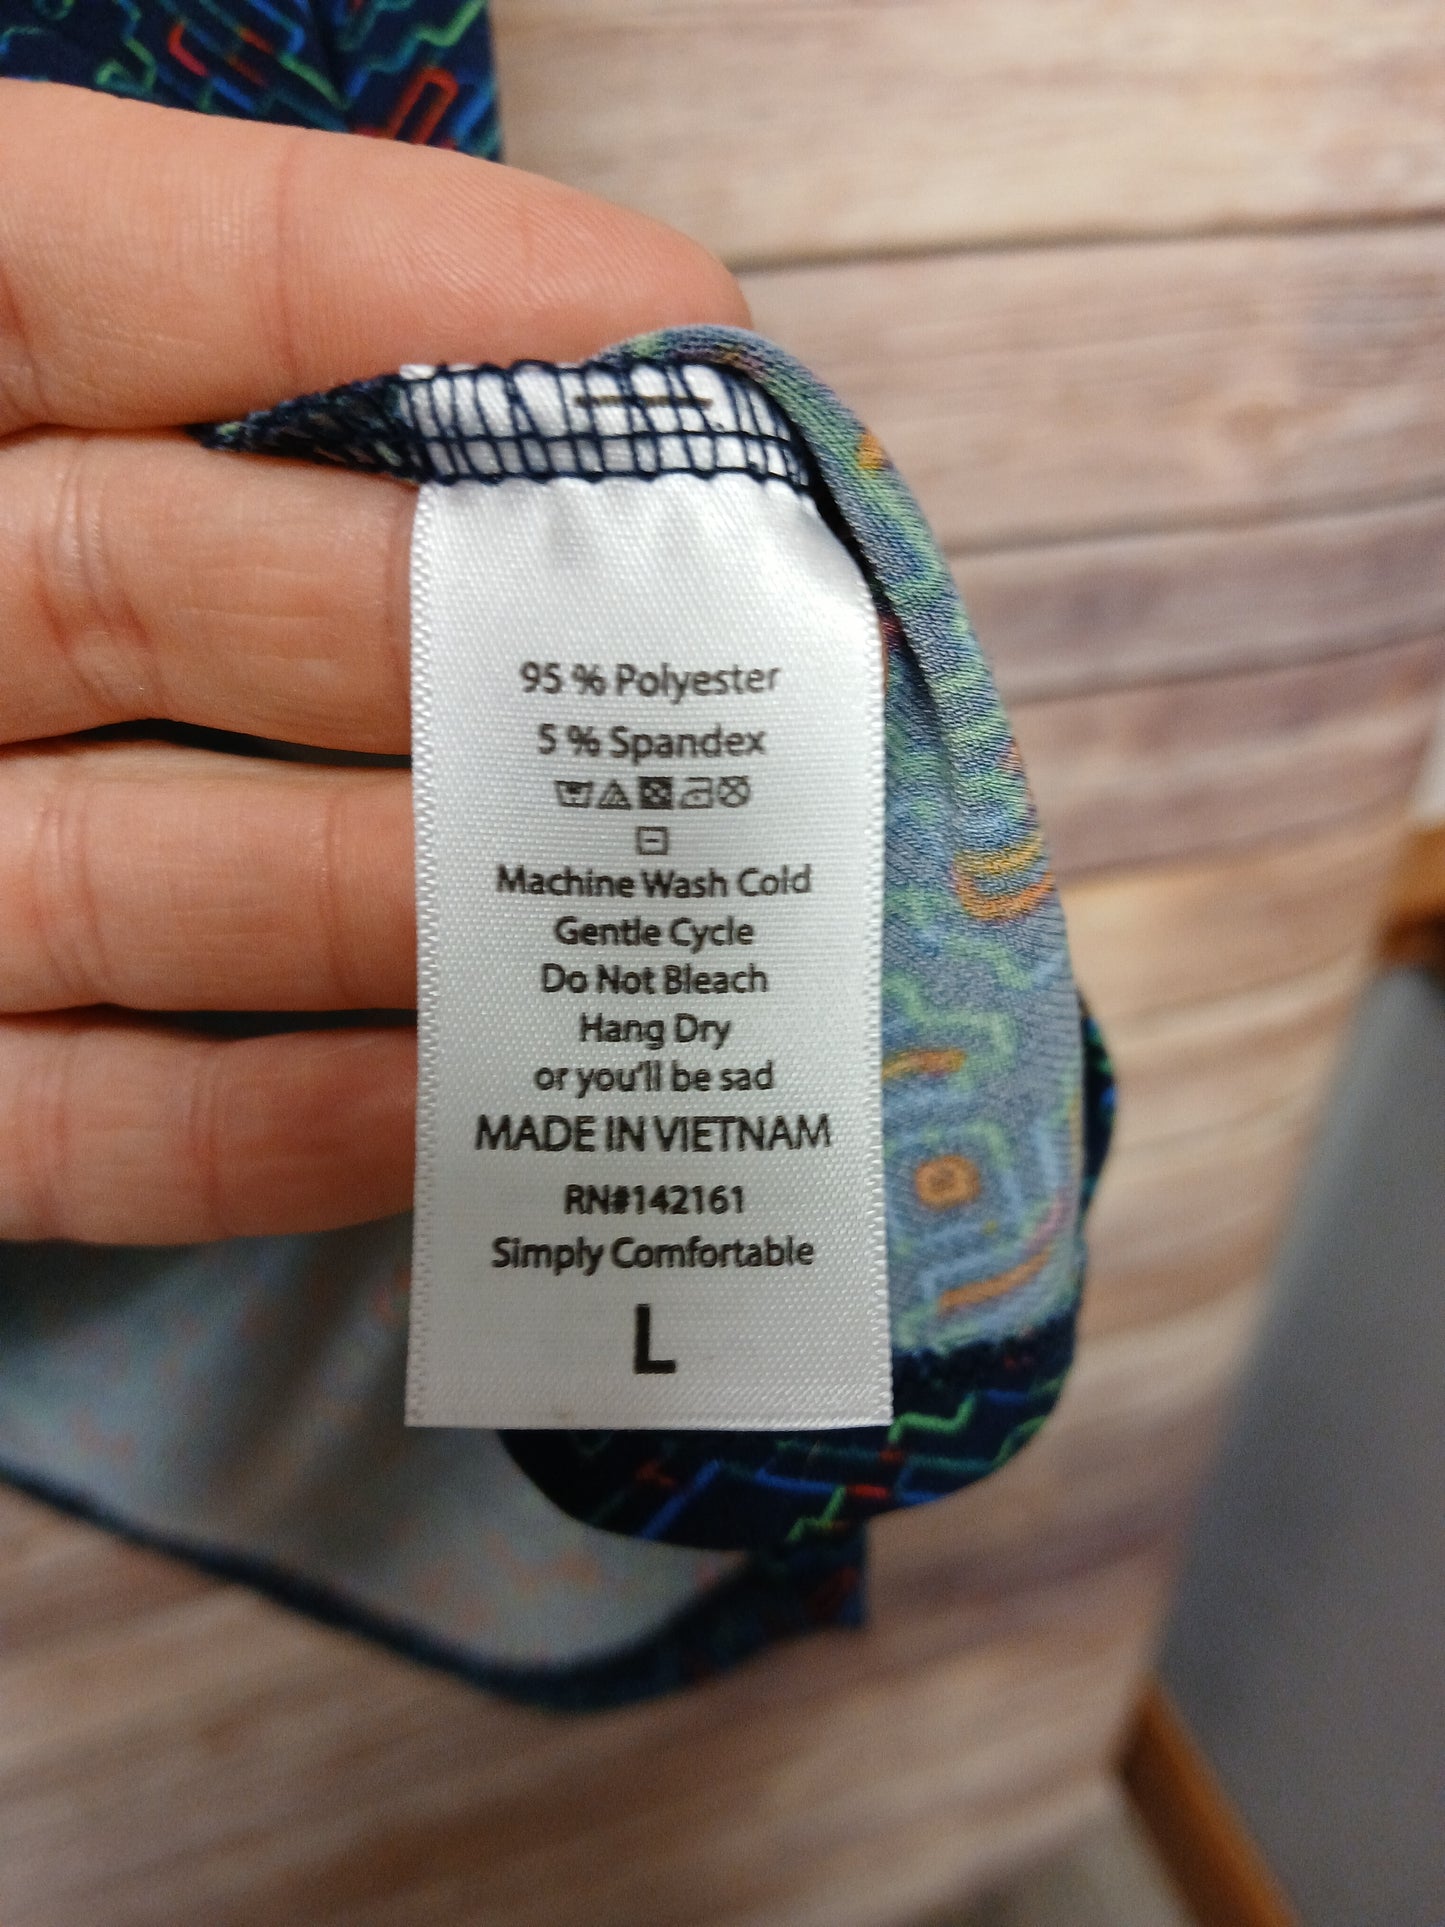 95 % Polyester
5 % Spandex
Machine Wash Cold
Gentle Cycle
Do Not Bleach
Hang Dry
or you'll be sad
MADE IN VIETNAM
RN#142161
Simply Comfortable
L